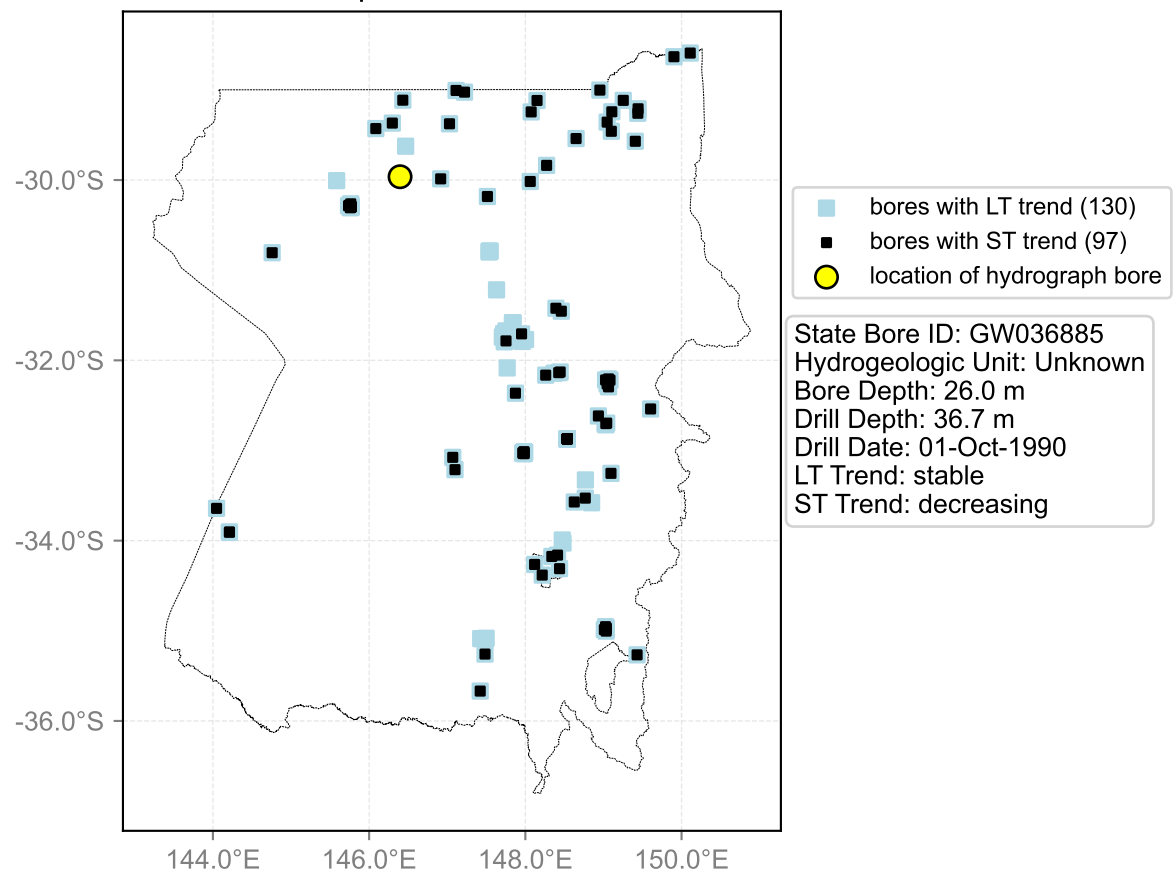 -30.0°S
-32.0°S
-34.0°S
-36.0°S
144.0°E
146.0°E
148.0°E
150.0°E
bores with LT trend (130)
bores with ST trend (97)
location of hydrograph bore
State Bore ID: GW036885
Hydrogeologic Unit: Unknown
Bore Depth: 26.0 m
Drill Depth: 36.7 m
Drill Date: 01-Oct-1990
LT Trend: stable
ST Trend: decreasing